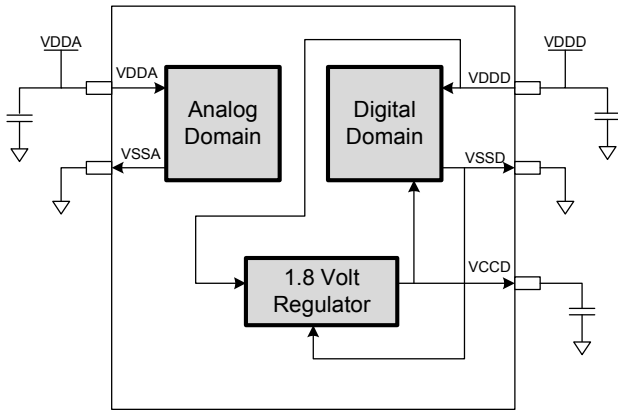 VDDA
VDDD
VDDA
Analog
Domain
Digital
Domain
VDDD
VSSA
VSSD
1.8 Volt
Regulator
VCCD